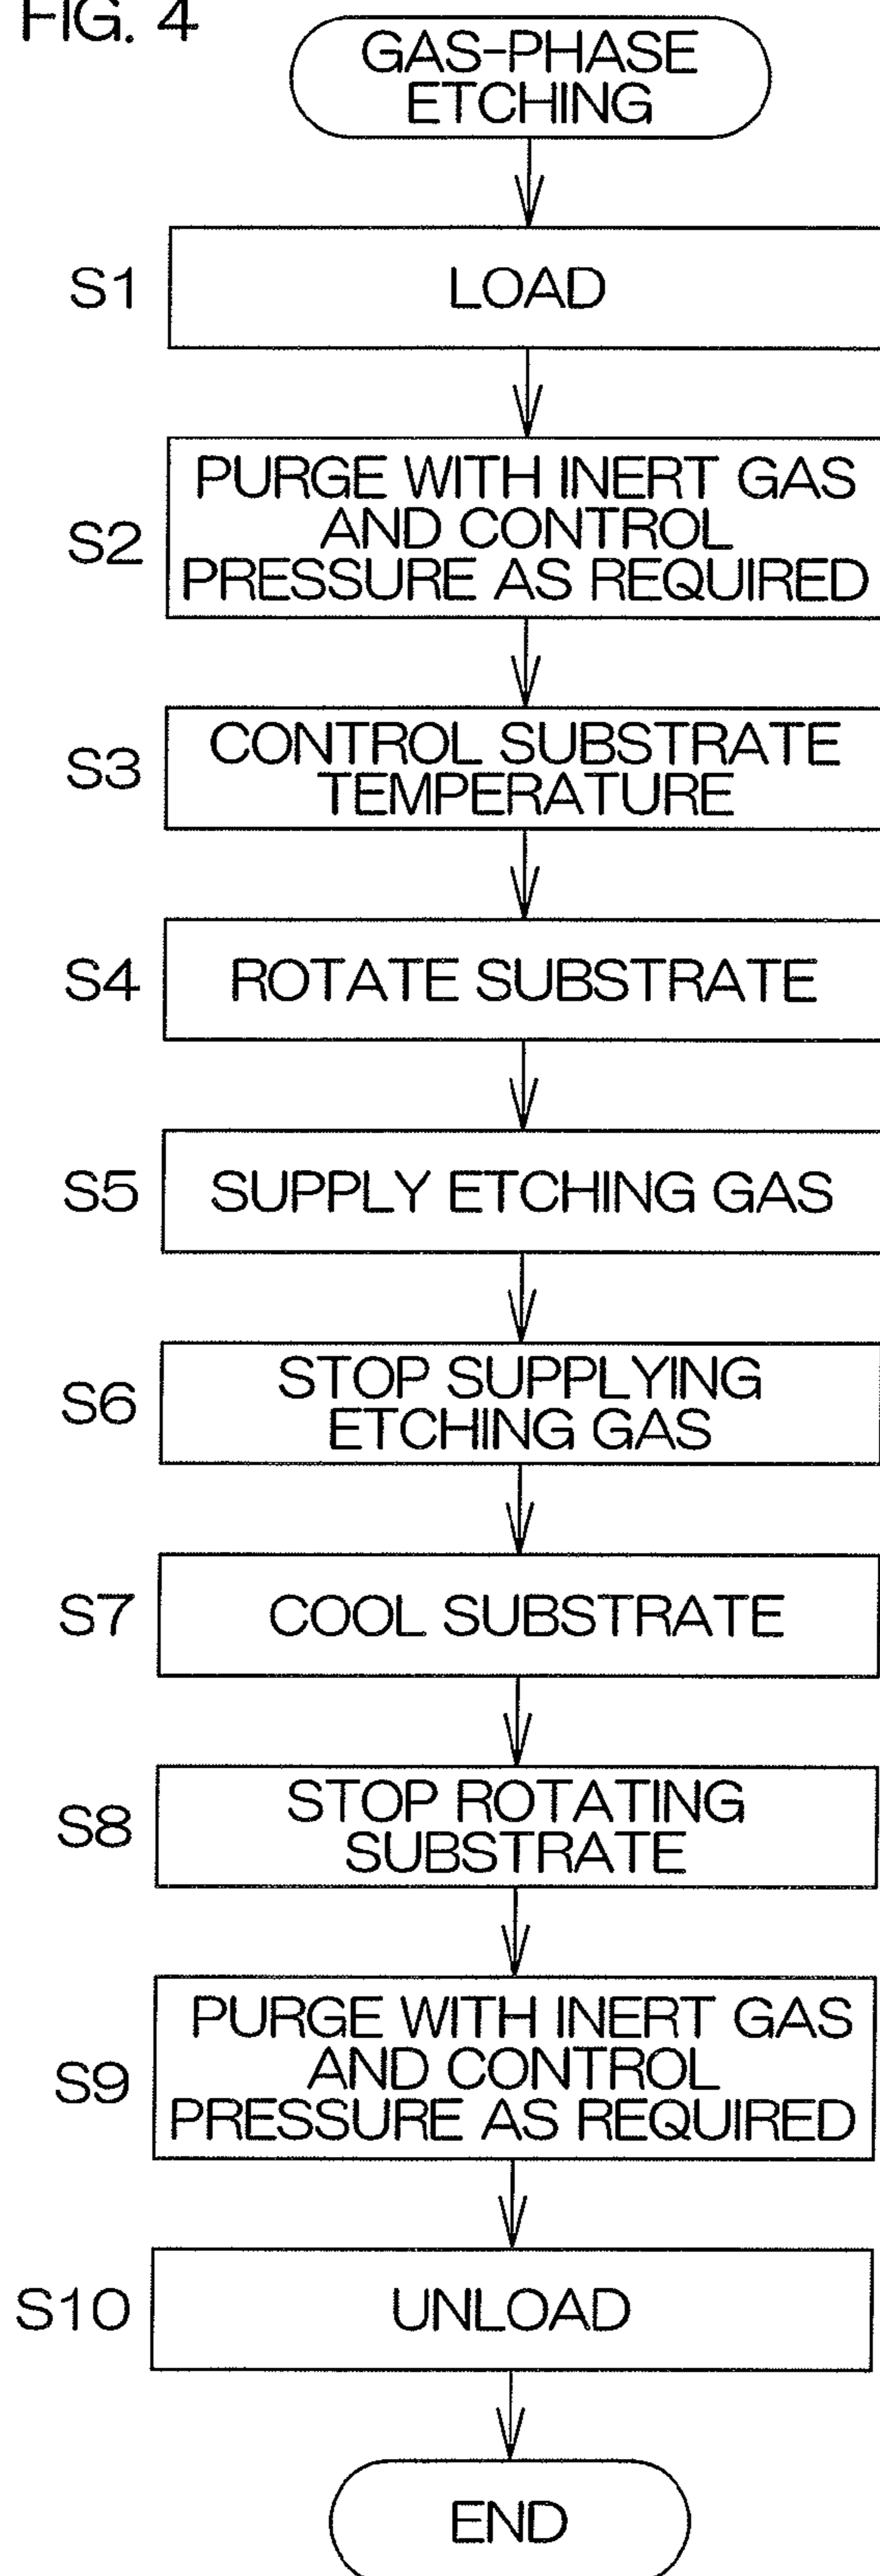 FIG. 4
GAS-PHASE
ETCHING
S1
LOAD
S2
PURGE WITH INERT GAS
AND CONTROL
PRESSURE AS REQUIRED
S3
CONTROL SUBSTRATE
TEMPERATURE
S4
ROTATE SUBSTRATE
S5
SUPPLY ETCHING GAS
S6
STOP SUPPLYING
ETCHING GAS
S7
COOL SUBSTRATE
S8
STOP ROTATING
SUBSTRATE
S9
PURGE WITH INERT GAS
AND CONTROL
PRESSURE AS REQUIRED
S10
UNLOAD
END